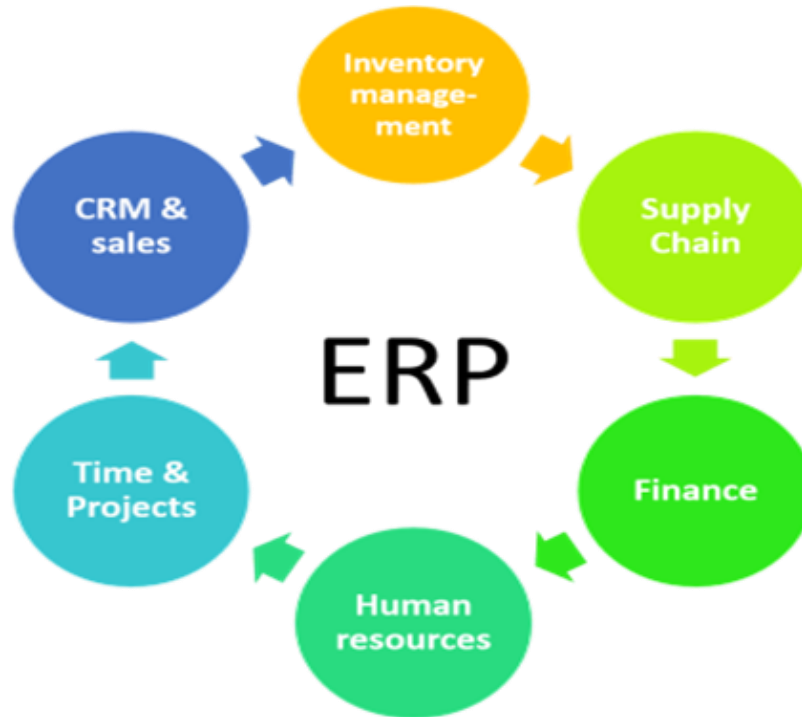 Inventory
manage-
ment
Supply
Chain
Finance
Human
resources
Time &
Projects
CRM &
sales
ERP